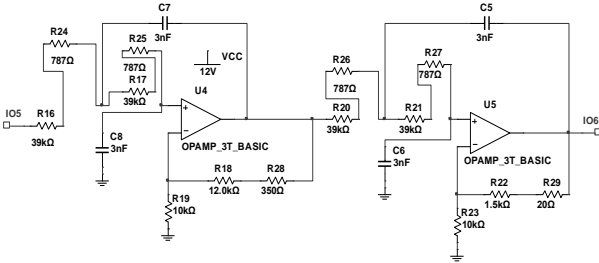 C7
3nF
C5
3nF
R24
787Ω
R25
787Ω
R17
39kΩ
VCC
12V
U4
OPAMP_3T_BASIC
R26
787Ω
R27
787Ω
R20
39kΩ
R21
39kΩ
U5
OPAMP_3T_BASIC
IO5
R16
39kΩ
IO6
C8
3nF
C6
3nF
R18
12.0kΩ
R28
350Ω
R19
10kΩ
R22
1.5kΩ
R29
20Ω
R23
10kΩ